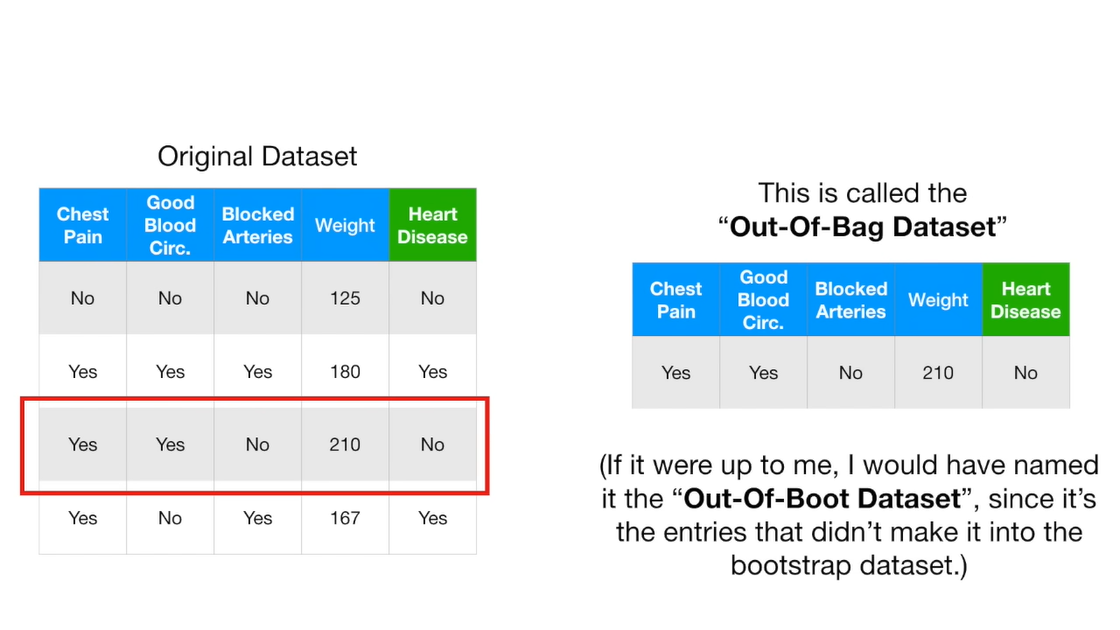 Original Dataset
Chest Pain Good Blood Circ. Blocked Arteries Weight Heart Disease
No No No 125 No
Yes Yes Yes 180 Yes
Yes Yes No 210 No
Yes No Yes 167 Yes
This is called the
“Out-Of-Bag Dataset”
Chest Pain Good Blood Circ. Blocked Arteries Weight Heart Disease
Yes Yes No 210 No
(If it were up to me, I would have named
it the “Out-Of-Boot Dataset”, since it’s
the entries that didn’t make it into the
bootstrap dataset.)